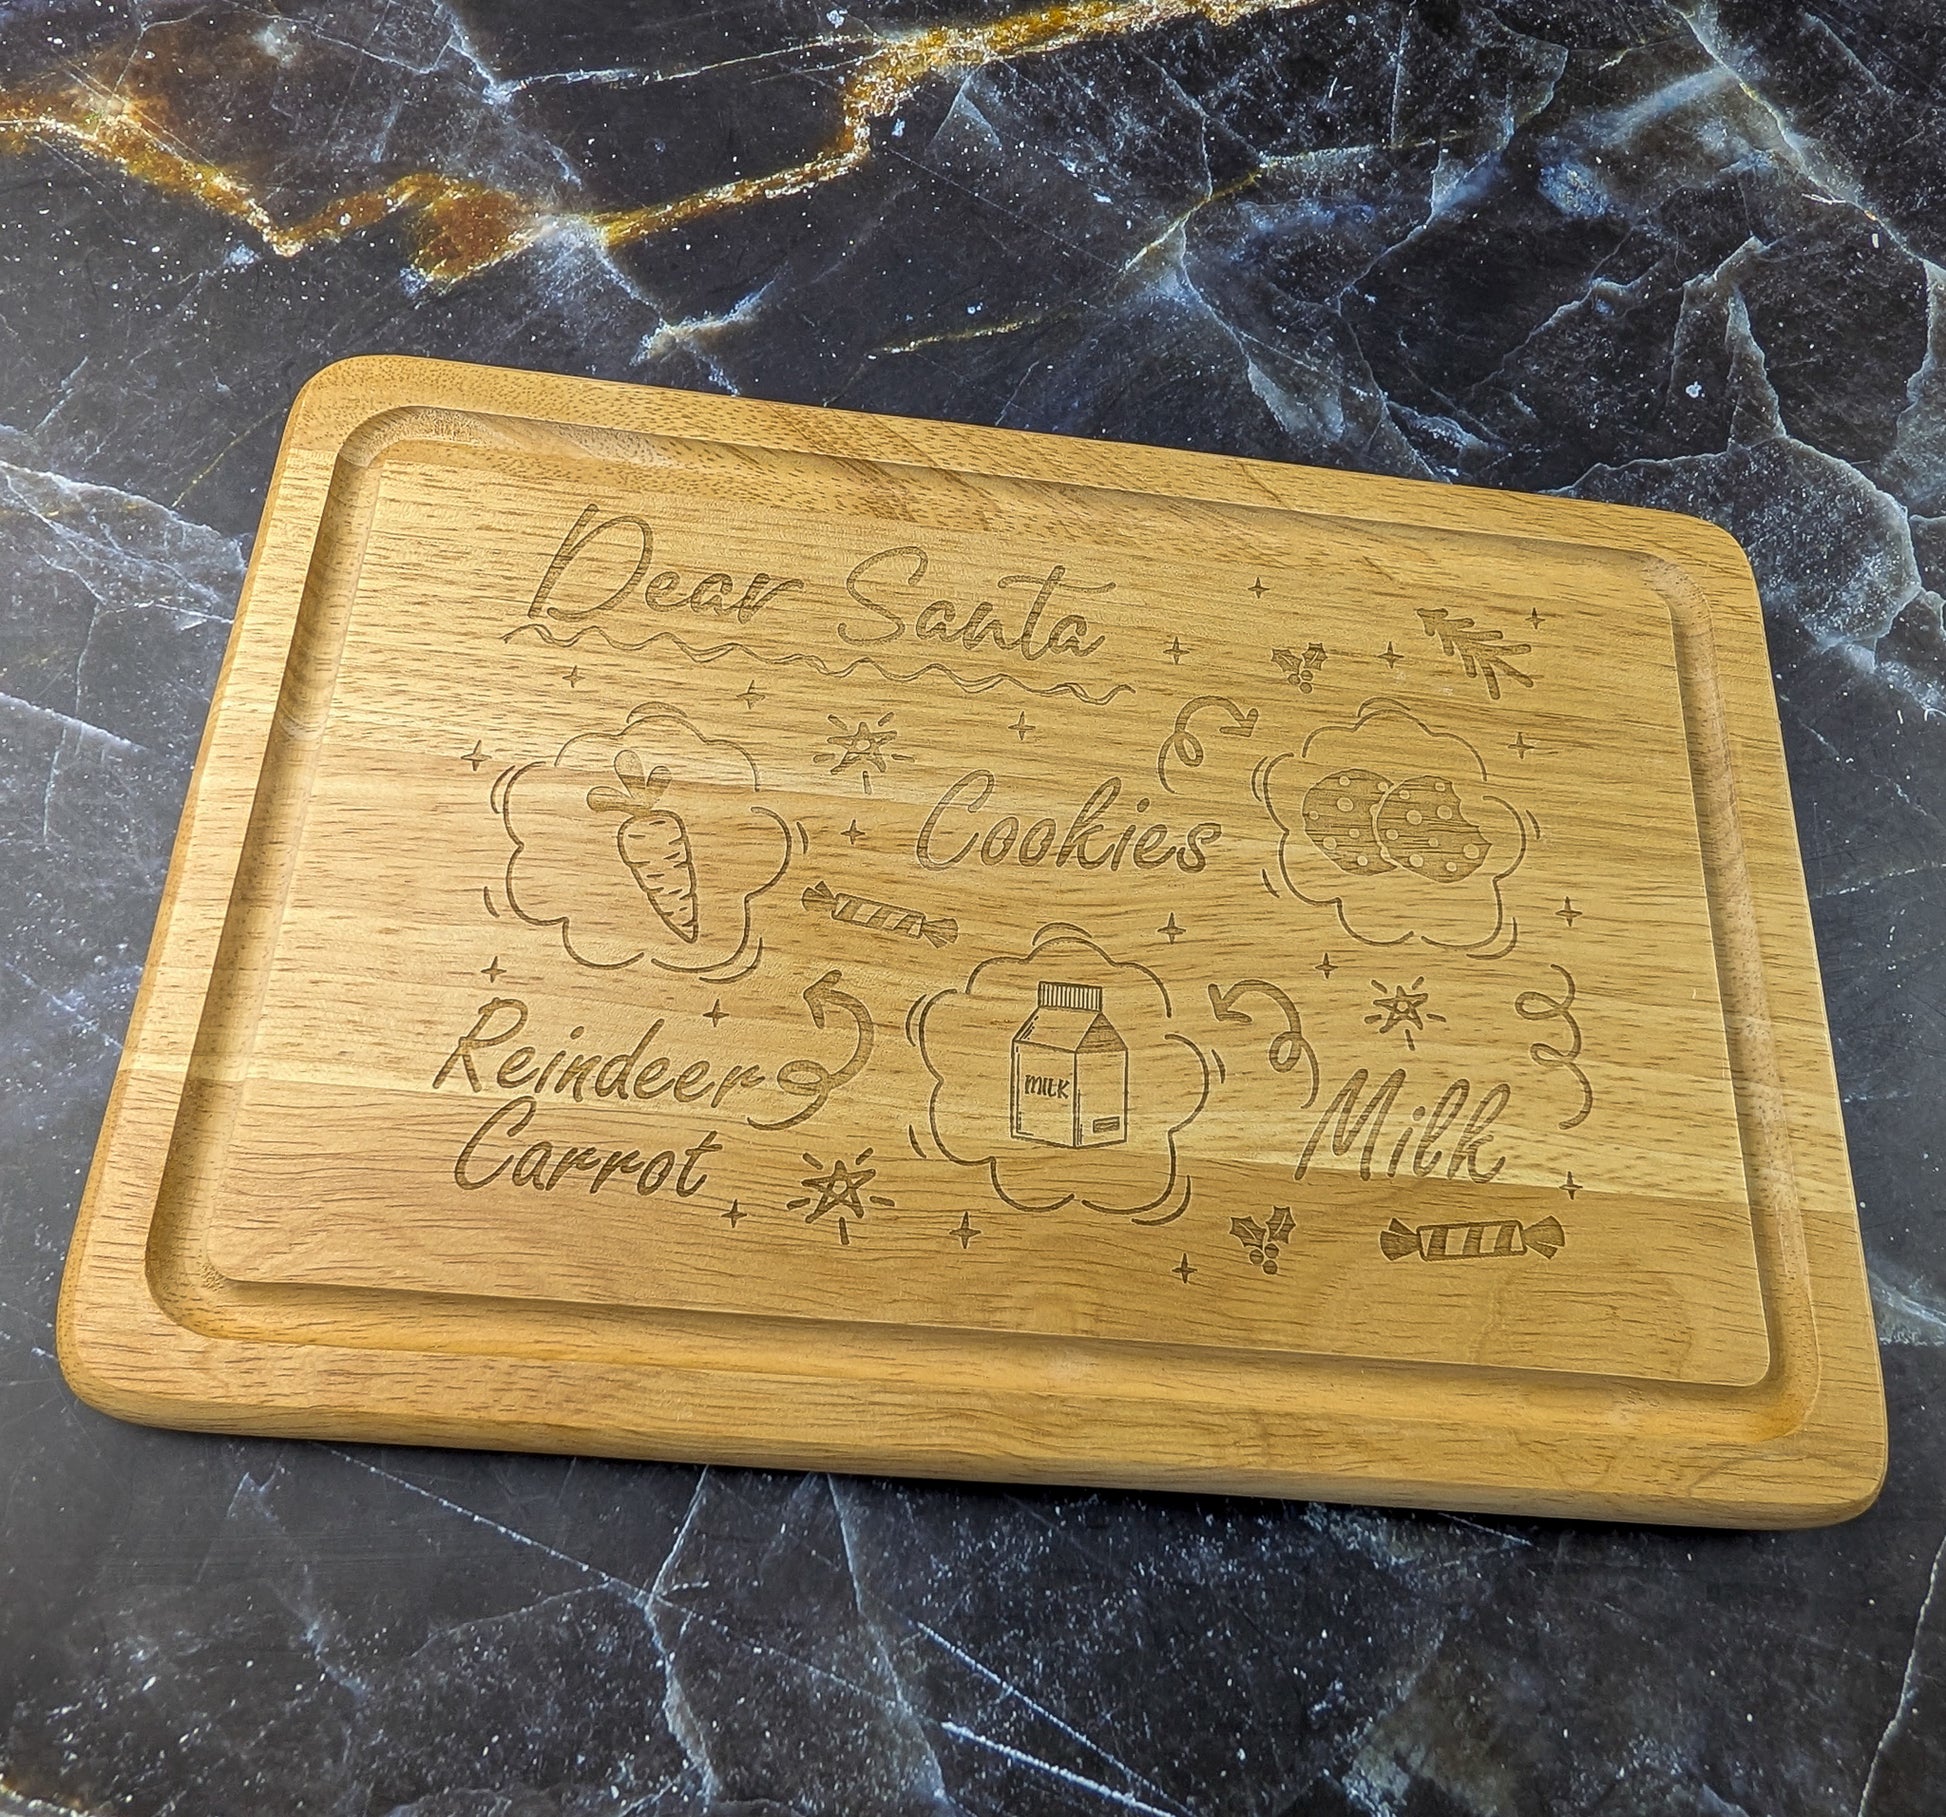 Dear Santa
Cookies
MILK
Reindeer
Carrot
Milk